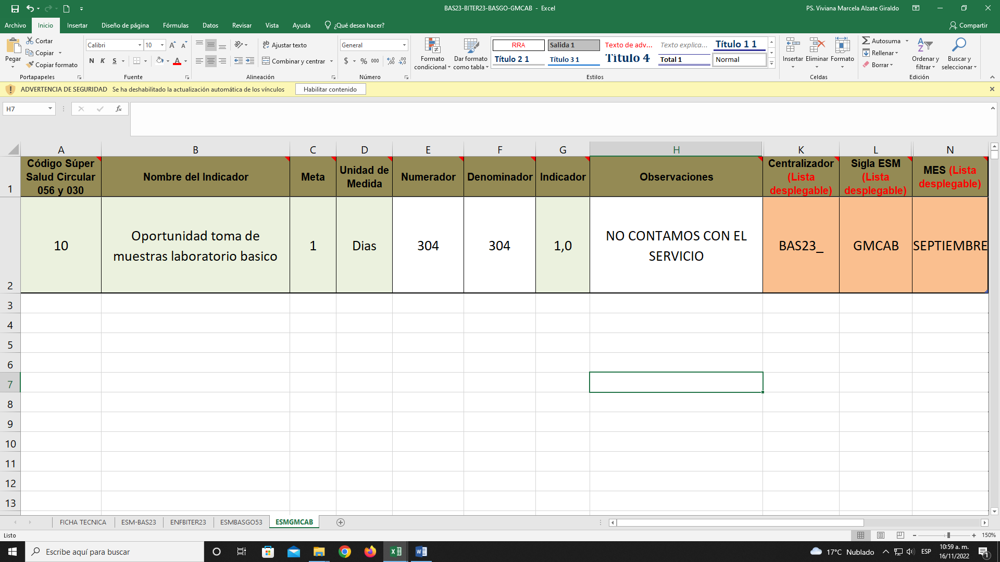 BAS23-BITER23-BASGO-GMCAB - Excel
PS. Viviana Marcela Alzate Giraldo
Archivo Inicio Insertar Diseño de página Fórmulas Datos Revisar Vista Ayuda ¿Qué desea hacer? Compartir
Pegar
Cortar
Copiar
Copiar formato
Portapapeles
Calibri 10
N K S
Fuente
Ajustar texto
Combinar y centrar
Alineación
General
$ % 000
Número
Formato
condicional
Dar formato
como tabla
RRA Salida 1 Texto de adv... Texto explica... Título 1 1
Título 2 1 Título 3 1 Título 4 Total 1 Normal
Estilos
Insertar Eliminar Formato
Celdas
Autosuma
Rellenar
Borrar
Ordenar y
filtrar
Buscar y
seleccionar
Edición
ADVERTENCIA DE SEGURIDAD Se ha deshabilitado la actualización automática de los vínculos Habilitar contenido
H7 fx
A B C D E F G H K L N
1
Código Súper
Salud Circular
056 y 030
Nombre del Indicador
Meta
Unidad de
Medida
Numerador
Denominador
Indicador
Observaciones
Centralizador
(Lista
desplegable)
Sigla ESM
(Lista
desplegable)
MES (Lista
desplegable)
2
10
Oportunidad toma de
muestras laboratorio basico
1
Dias
304
304
1,0
NO CONTAMOS CON EL
SERVICIO
BAS23_
GMCAB
SEPTIEMBRE
3
4
5
6
7
8
9
10
11
12
13
FICHA TECNICA ESM-BAS23 ENFBITER23 ESMBASGO53 ESMGMCAB
Listo
150%
Escribe aquí para buscar
17°C Nublado
ESP
10:59 a. m.
16/11/2022
1